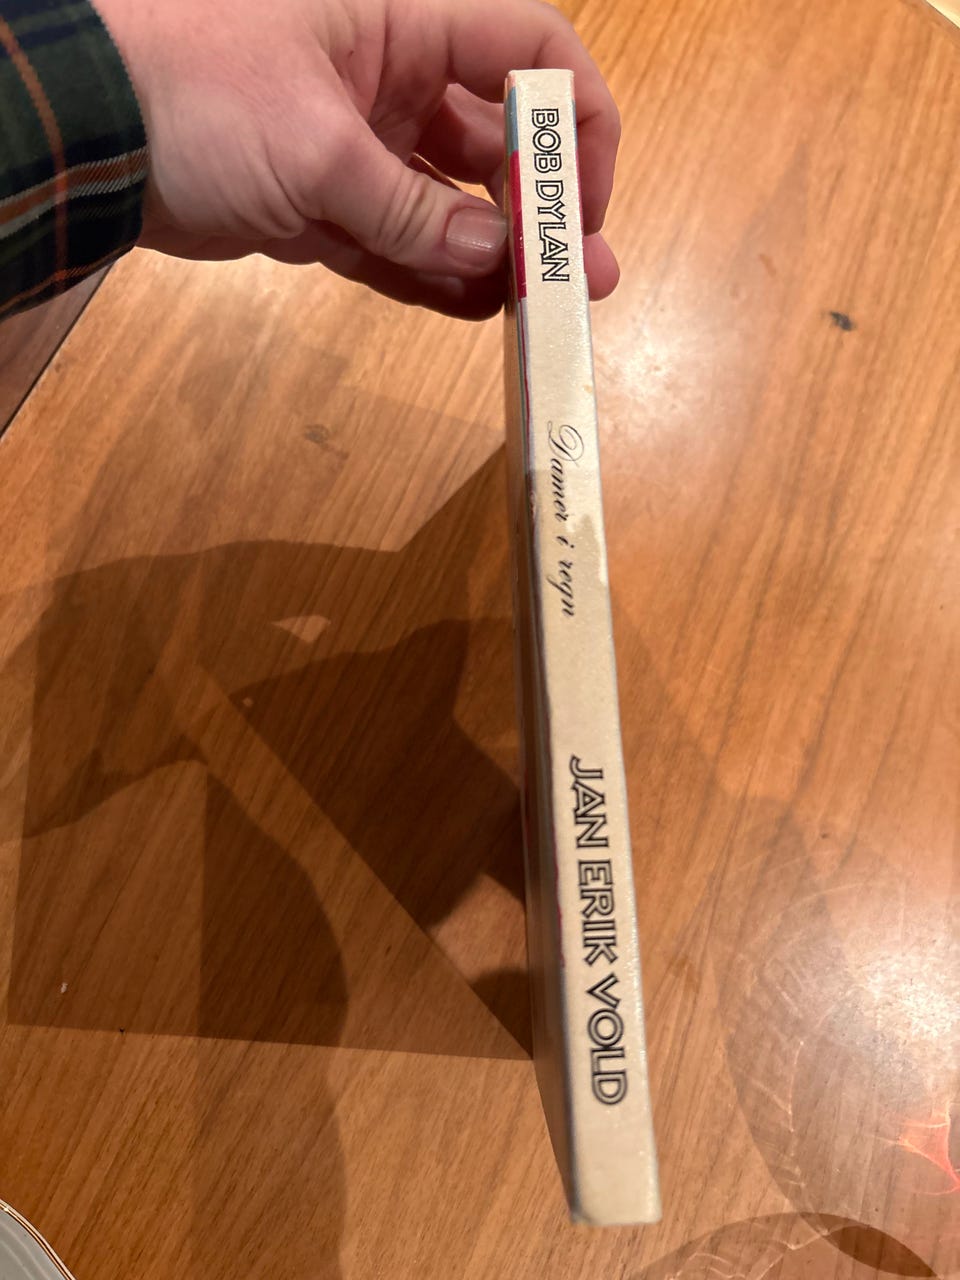 BOB DYLAN
Damer i regn
JAN ERIK VOLD